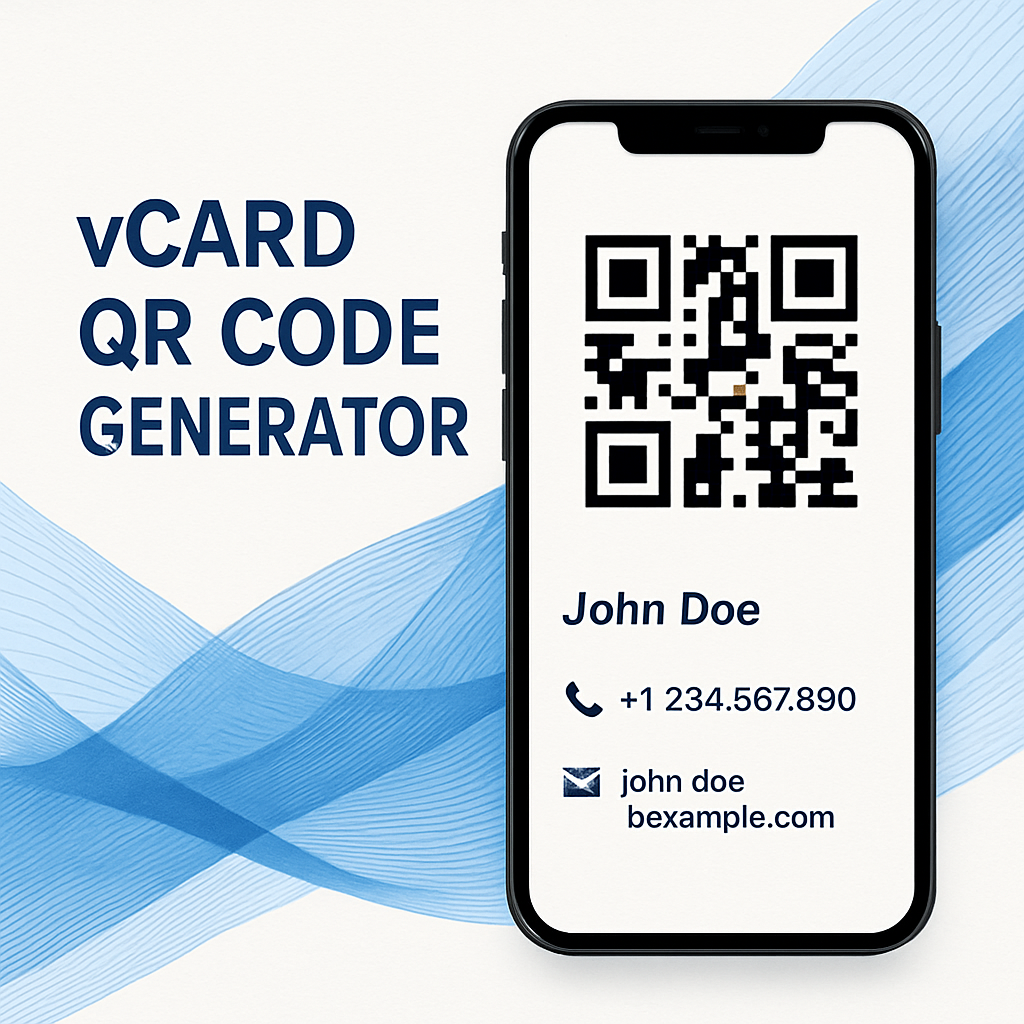 vCARD
QR CODE
GENERATOR
John Doe
+1 234.567.890
john doe
bexample.com